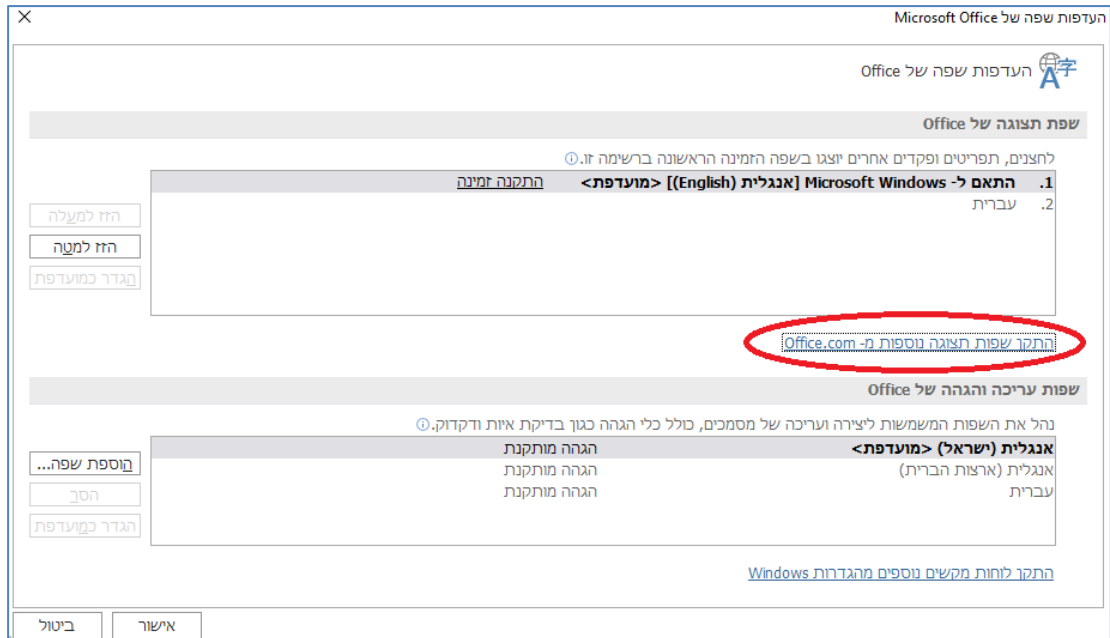 העדפות שפה של Microsoft Office
העדפות שפה של Office
שפת תצוגה של Office
לחצנים, תפריטים ופקדים אחרים יוצגו בשפה הזמינה הראשונה ברשימה זו.
1. התאם ל- Microsoft Windows [אנגלית (English)] <מועדפת> התקנה זמינה
2. עברית
הזז למעלה
הזז למטה
הגדר כמועדפת
התקן שפות תצוגה נוספות מ- Office.com
שפות עריכה והגהה של Office
נהל את השפות המשמשות ליצירה ועריכה של מסמכים, כולל כלי הגהה כגון בדיקת איות ודקדוק.
אנגלית (ישראל) <מועדפת> הגהה מותקנת
אנגלית (ארצות הברית) הגהה מותקנת
עברית הגהה מותקנת
הוספת שפה...
הסר
הגדר כמועדפת
התקן לוחות מקשים נוספים מהגדרות Windows
אישור ביטול